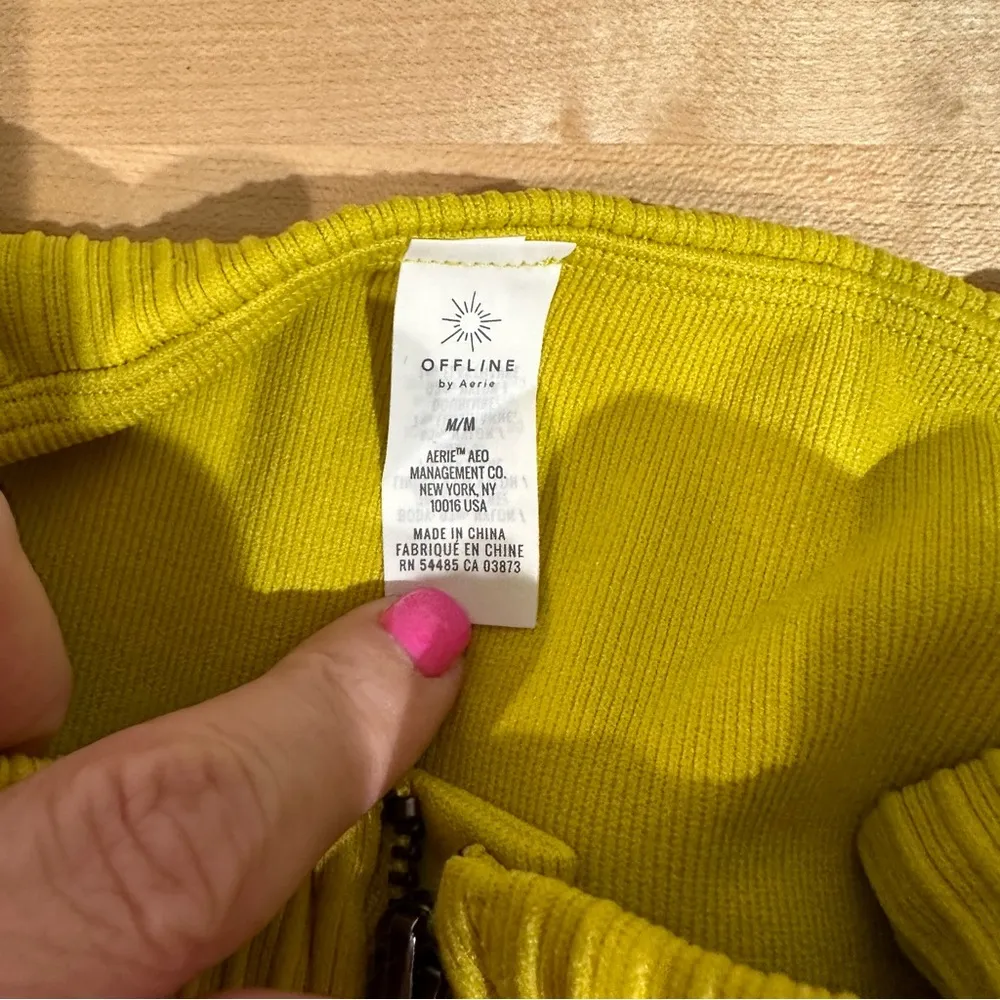 OFFLINE
by Aerie
M/M
AERIE™ AEO
MANAGEMENT CO.
NEW YORK, NY
10016 USA
MADE IN CHINA
FABRIQUÉ EN CHINE
RN 54485 CA 03873